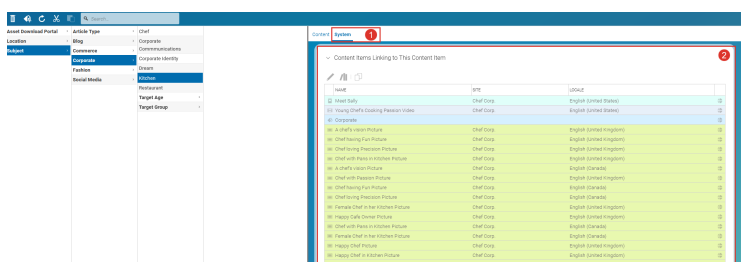 Search...
Asset Download Portal
Location
Subject
Article Type
Blog
Commerce
Corporate
Fashion
Social Media
Chef
Corporate
Communications
Corporate Identity
Dream
Kitchen
Restaurant
Target Age
Target Group
Content System 1
2
Content Items Linking to This Content Item
NAME SITE LOCALE
Meet Sally Chef Corp. English (United States)
Young Chef's Cooking Passion Video Chef Corp. English (United States)
Corporate
A chef's vision Picture Chef Corp. English (United Kingdom)
Chef having Fun Picture Chef Corp. English (United Kingdom)
Chef loving Precision Picture Chef Corp. English (United Kingdom)
Chef with Pans in Kitchen Picture Chef Corp. English (United Kingdom)
A chef's vision Picture Chef Corp. English (Canada)
Chef with Passion Picture Chef Corp. English (United Kingdom)
Chef having Fun Picture Chef Corp. English (Canada)
Chef loving Precision Picture Chef Corp. English (Canada)
Female Chef in her Kitchen Picture Chef Corp. English (United Kingdom)
Happy Cafe Owner Picture Chef Corp. English (United Kingdom)
Chef with Pans in Kitchen Picture Chef Corp. English (Canada)
Female Chef in her Kitchen Picture Chef Corp. English (Canada)
Happy Chef Picture Chef Corp. English (United Kingdom)
Happy Chef in Kitchen Picture Chef Corp. English (United Kingdom)